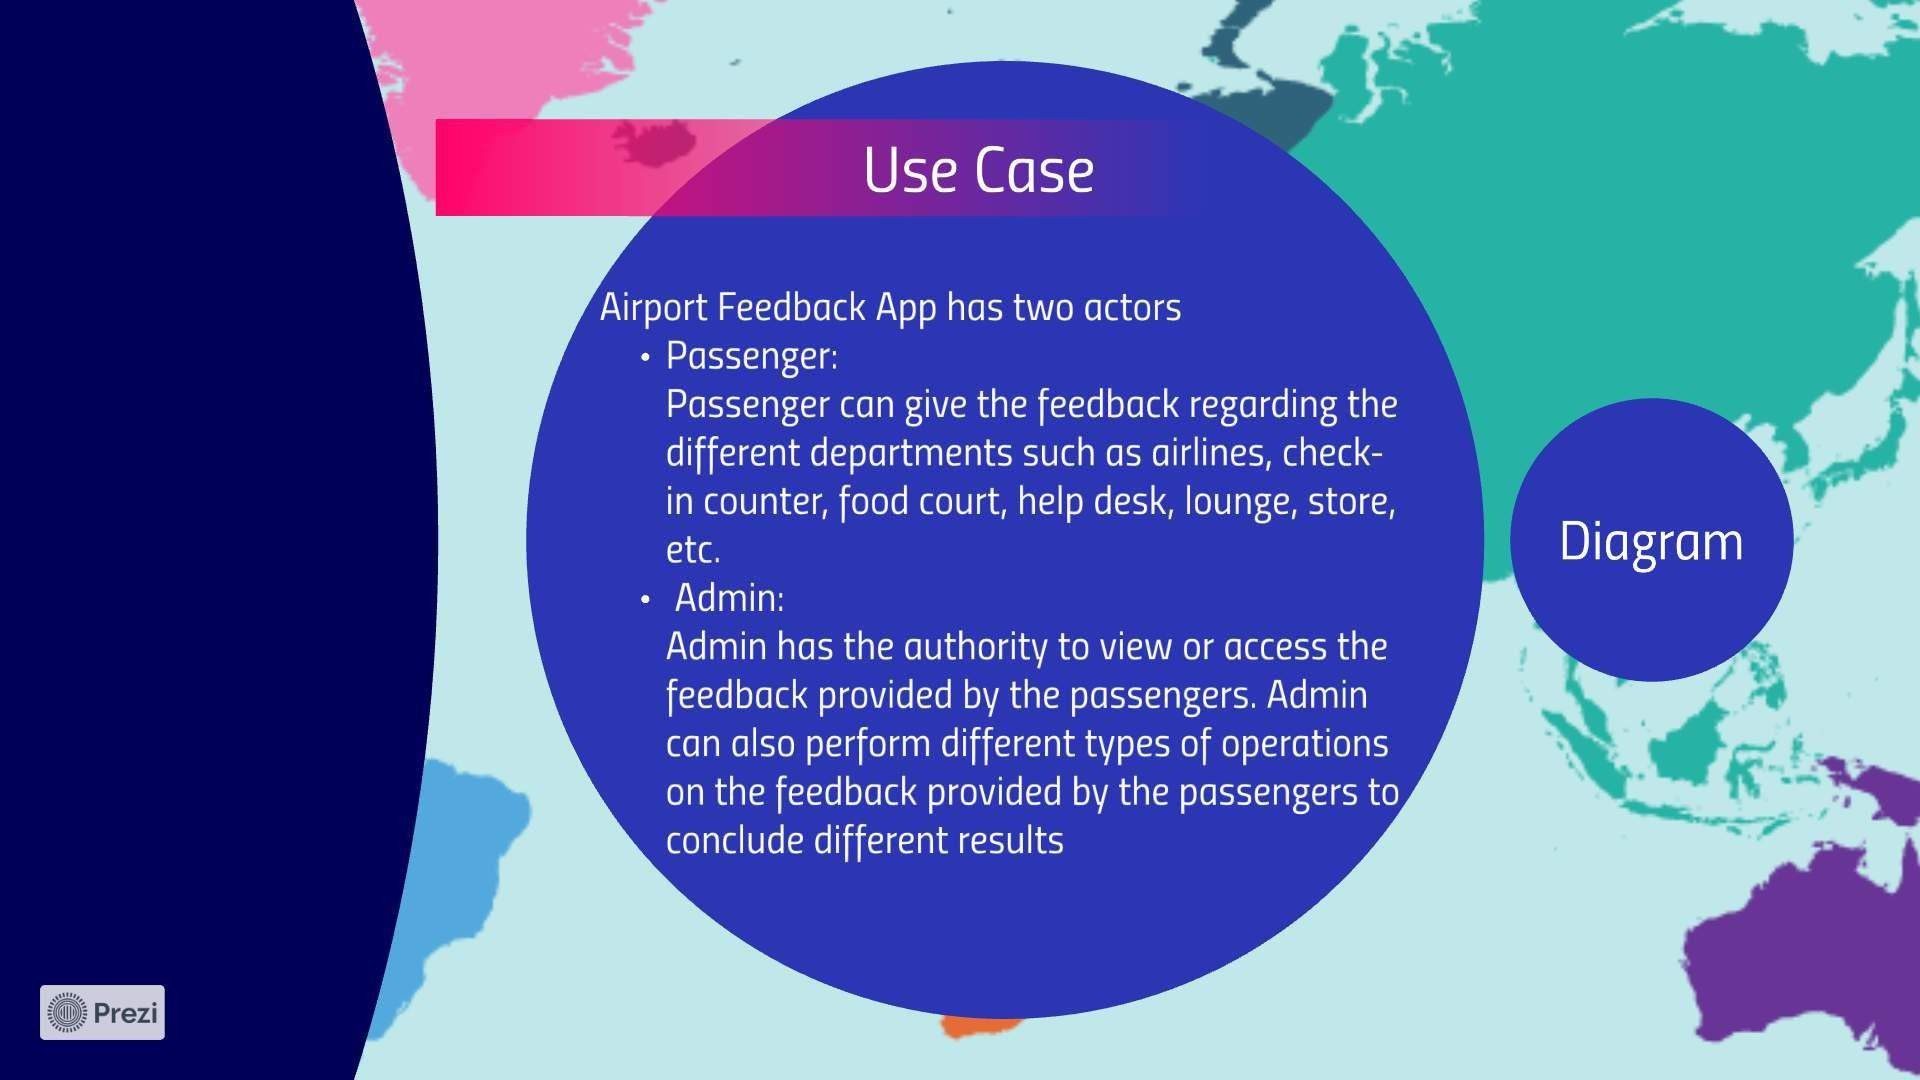 Use Case
Airport Feedback App has two actors
• Passenger:
Passenger can give the feedback regarding the
different departments such as airlines, check-
in counter, food court, help desk, lounge, store,
etc.
• Admin:
Admin has the authority to view or access the
feedback provided by the passengers. Admin
can also perform different types of operations
on the feedback provided by the passengers to
conclude different results
Diagram
Prezi